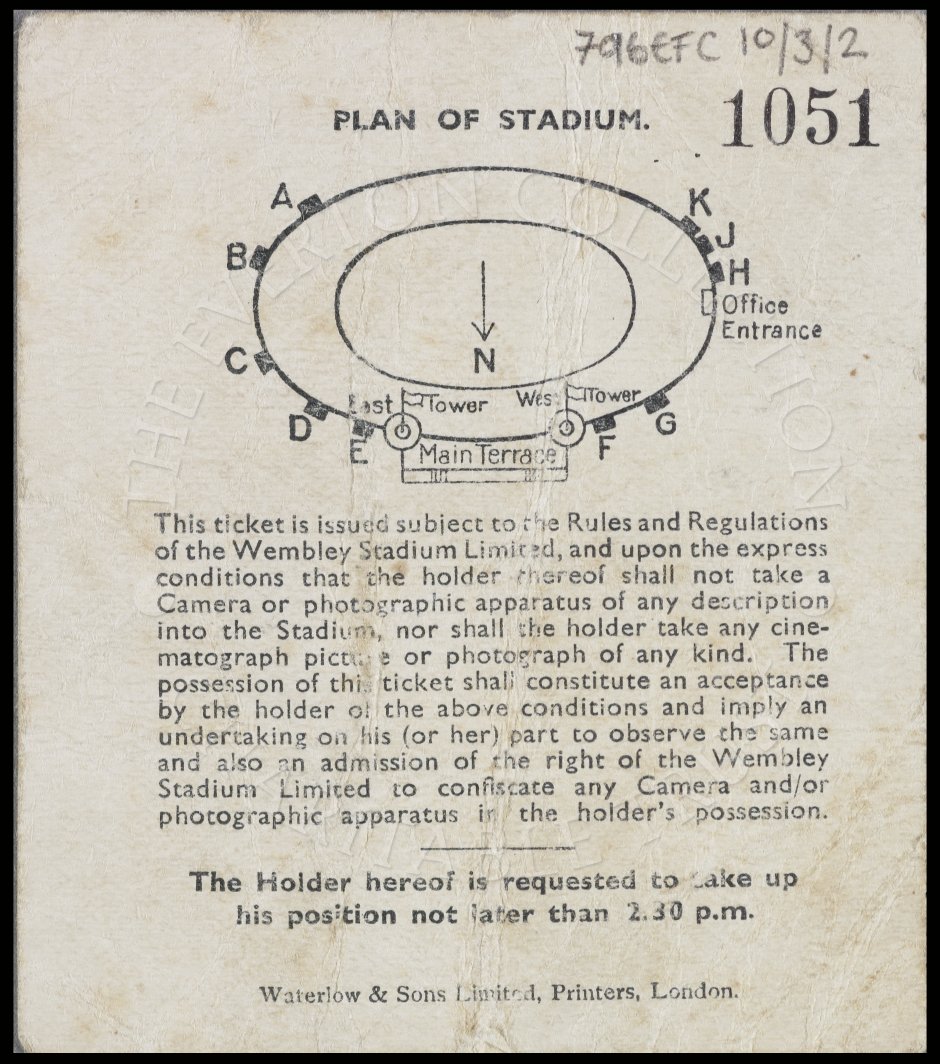 796EFC 10/3/2
PLAN OF STADIUM.
1051
A
B
C
D
E
K
J
H
Office
Entrance
G
F
N
East Tower
West Tower
Main Terrace
This ticket is issued subject to the Rules and Regulations
of the Wembley Stadium Limited, and upon the express
conditions that the holder thereof shall not take a
Camera or photographic apparatus of any description
into the Stadium, nor shall the holder take any cine-
matograph picture or photograph of any kind. The
possession of this ticket shall constitute an acceptance
by the holder of the above conditions and imply an
undertaking on his (or her) part to observe the same
and also an admission of the right of the Wembley
Stadium Limited to confiscate any Camera and/or
photographic apparatus in the holder's possession.
The Holder hereof is requested to take up
his position not later than 2.30 p.m.
Waterlow & Sons Limited, Printers, London.
THE EVERTON COLLECTION